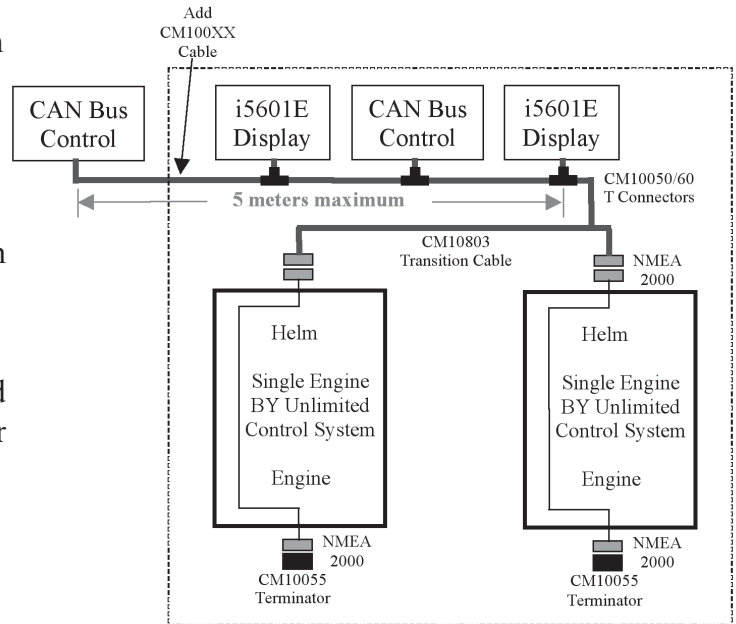 Add
CM100XX
Cable
CAN Bus
Control
i5601E
Display
CAN Bus
Control
i5601E
Display
CM10050/60
T Connectors
5 meters maximum
CM10803
Transition Cable
NMEA
2000
Helm
Single Engine
BY Unlimited
Control System
Engine
NMEA
2000
CM10055
Terminator
Helm
Single Engine
BY Unlimited
Control System
Engine
NMEA
2000
CM10055
Terminator